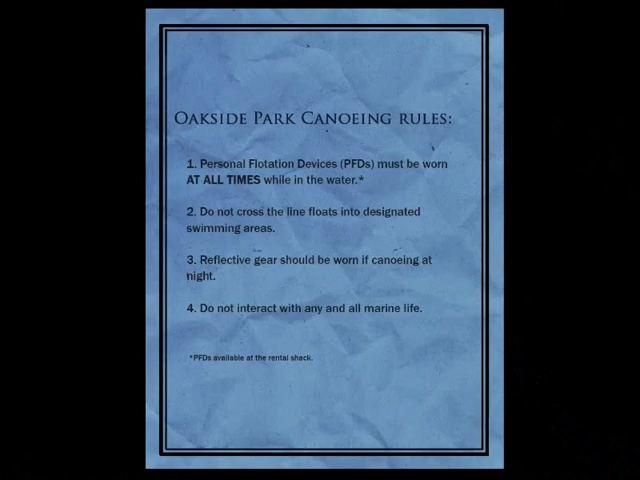 Oakside Park Canoeing rules:
1. Personal Flotation Devices (PFDs) must be worn
AT ALL TIMES while in the water.*
2. Do not cross the line floats into designated
swimming areas.
3. Reflective gear should be worn if canoeing at
night.
4. Do not interact with any and all marine life.
*PFDs available at the rental shack.